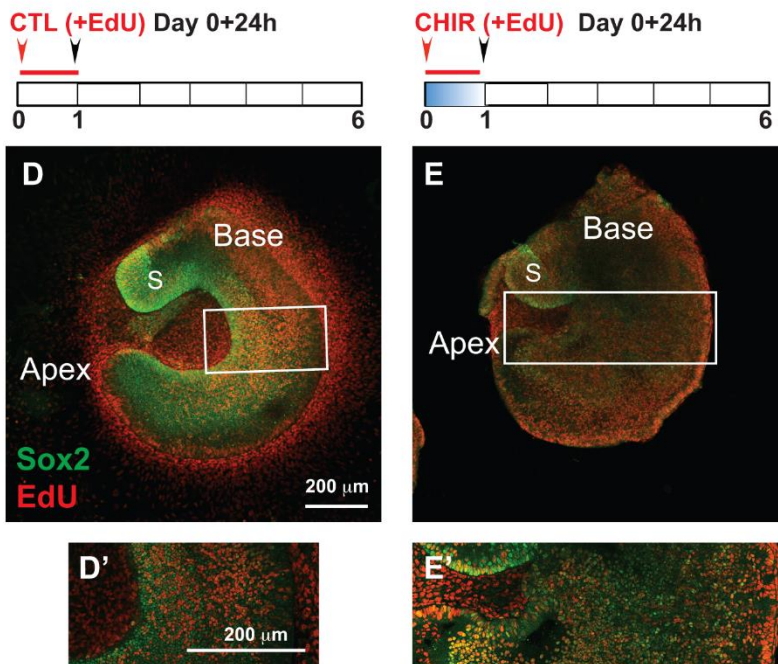 CTL (+EdU) Day 0+24h
0 1 6
CHIR (+EdU) Day 0+24h
0 1 6
D
Base
S
Apex
Sox2
EdU
200 µm
E
Base
S
Apex
D'
200 µm
E'